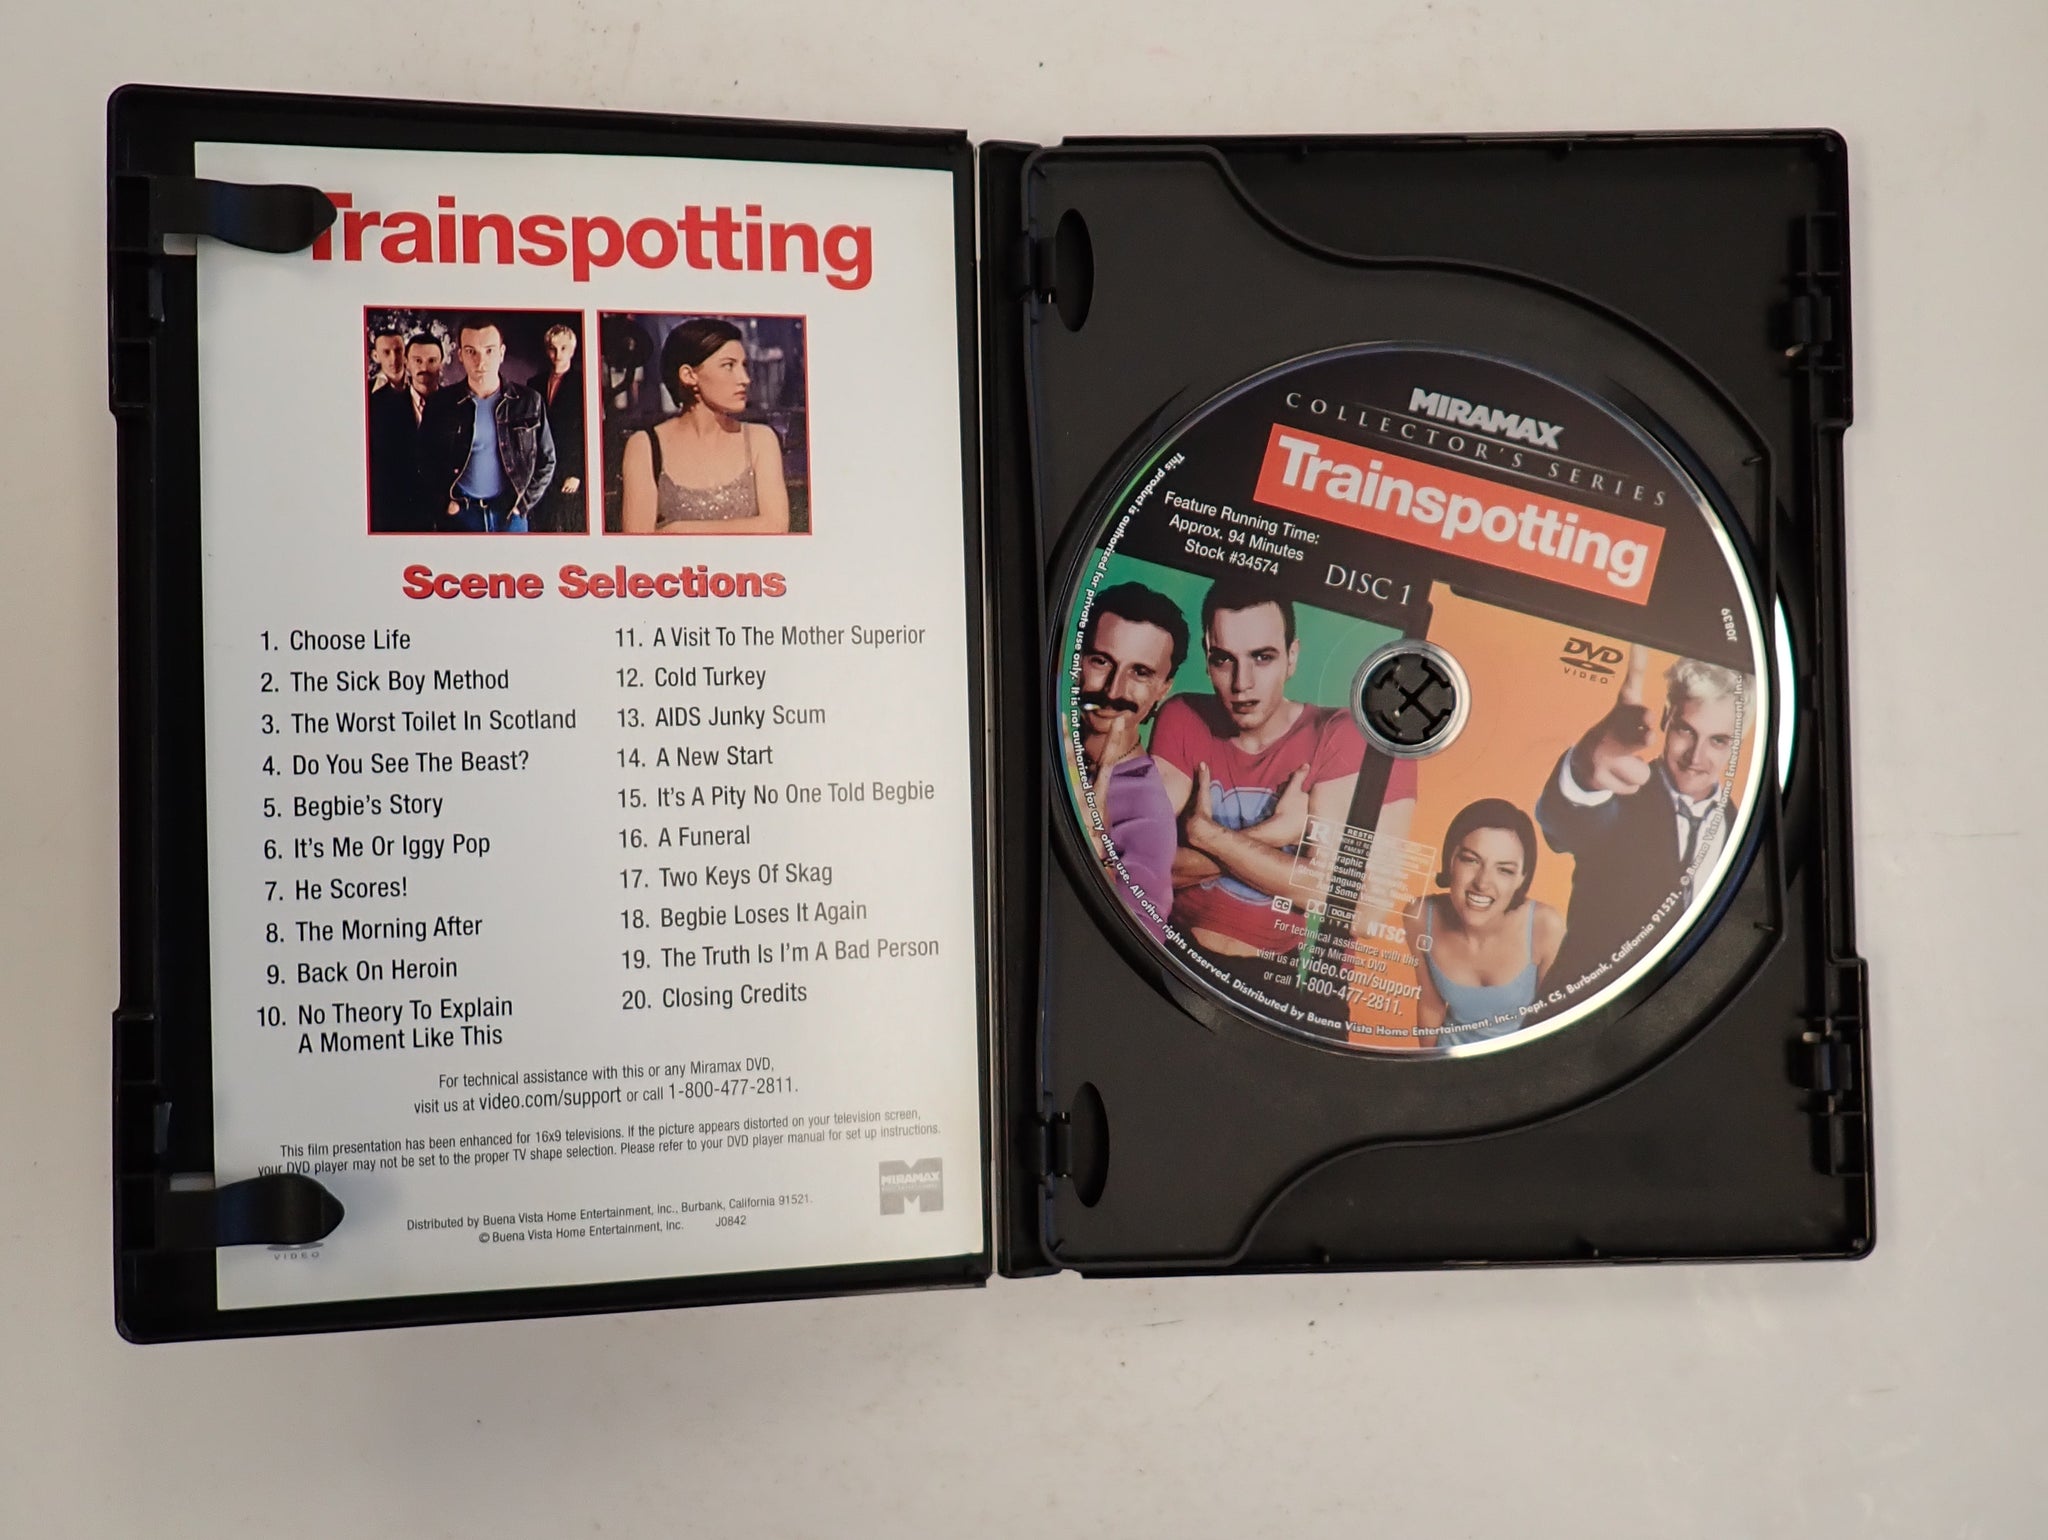 Trainspotting
Scene Selections
1. Choose Life
2. The Sick Boy Method
3. The Worst Toilet In Scotland
4. Do You See The Beast?
5. Begbie's Story
6. It's Me Or Iggy Pop
7. He Scores!
8. The Morning After
9. Back On Heroin
10. No Theory To Explain
A Moment Like This
11. A Visit To The Mother Superior
12. Cold Turkey
13. AIDS Junky Scum
14. A New Start
15. It's A Pity No One Told Begbie
16. A Funeral
17. Two Keys Of Skag
18. Begbie Loses It Again
19. The Truth Is I'm A Bad Person
20. Closing Credits
For technical assistance with this or any Miramax DVD,
visit us at video.com/support or call 1-800-477-2811.
This film presentation has been enhanced for 16x9 televisions. If the picture appears distorted on your television screen,
your DVD player may not be set to the proper TV shape selection. Please refer to your DVD player manual for set up instructions.
MIRAMAX
Distributed by Buena Vista Home Entertainment, Inc., Burbank, California 91521.
© Buena Vista Home Entertainment, Inc. J0842
VIDEO
MIRAMAX
COLLECTOR'S SERIES
Trainspotting
Feature Running Time:
Approx. 94 Minutes
Stock #34574
DISC 1
J0839
DVD
VIDEO
R
CC
DOLBY
DIGITAL
NTSC
1
For technical assistance with this
or any Miramax DVD,
visit us at video.com/support
or call 1-800-477-2811.
This product is authorized for private use only. It is not authorized for any other use. All other rights reserved. Distributed by Buena Vista Home Entertainment, Inc., Dept. CS, Burbank, California 91521. © Buena Vista Home Entertainment, Inc.